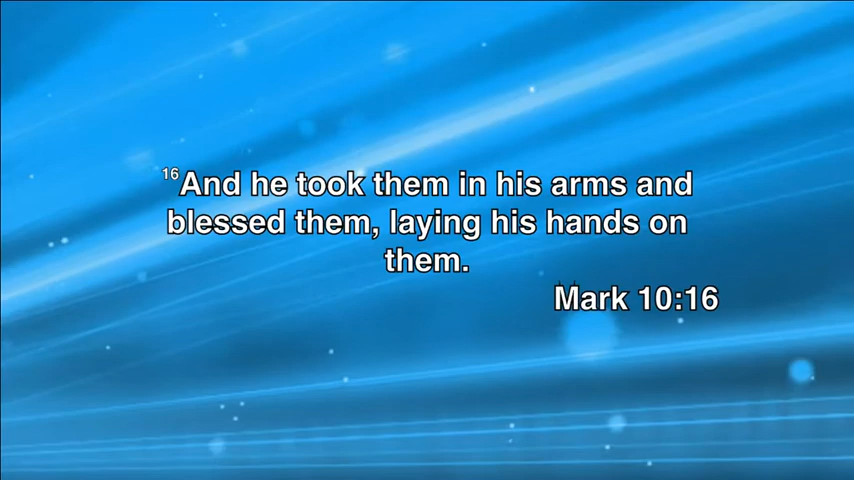 16And he took them in his arms and
blessed them, laying his hands on
them.
Mark 10:16